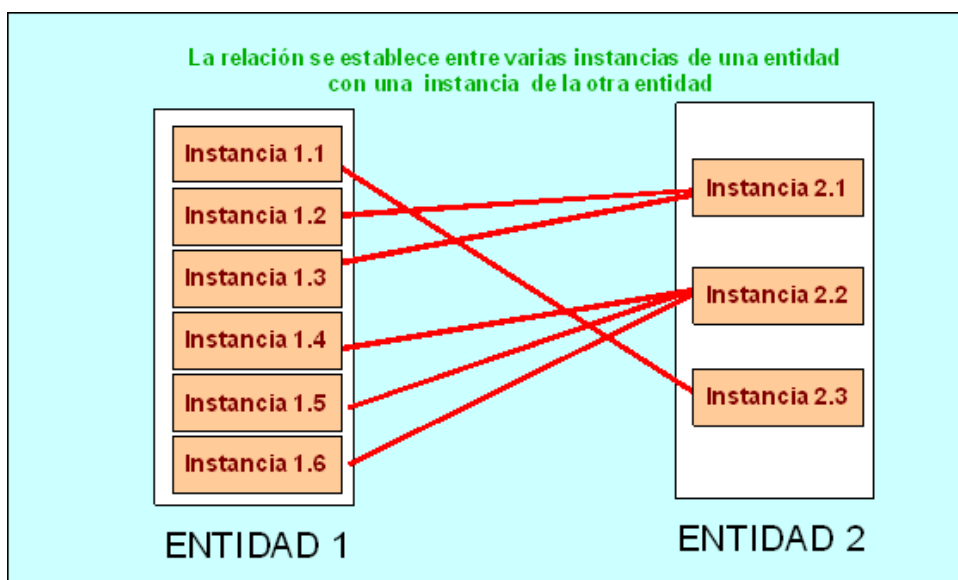 La relación se establece entre varias instancias de una entidad
con una instancia de la otra entidad
Instancia 1.1
Instancia 1.2
Instancia 1.3
Instancia 1.4
Instancia 1.5
Instancia 1.6
ENTIDAD 1
Instancia 2.1
Instancia 2.2
Instancia 2.3
ENTIDAD 2